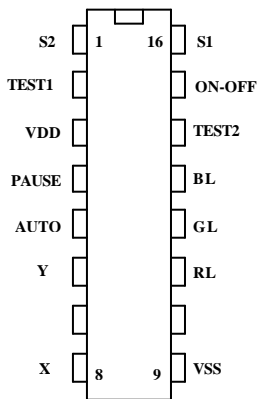 S2 1 16 S1
TEST1 ON-OFF
VDD TEST2
PAUSE BL
AUTO GL
Y RL
X 8 9 VSS